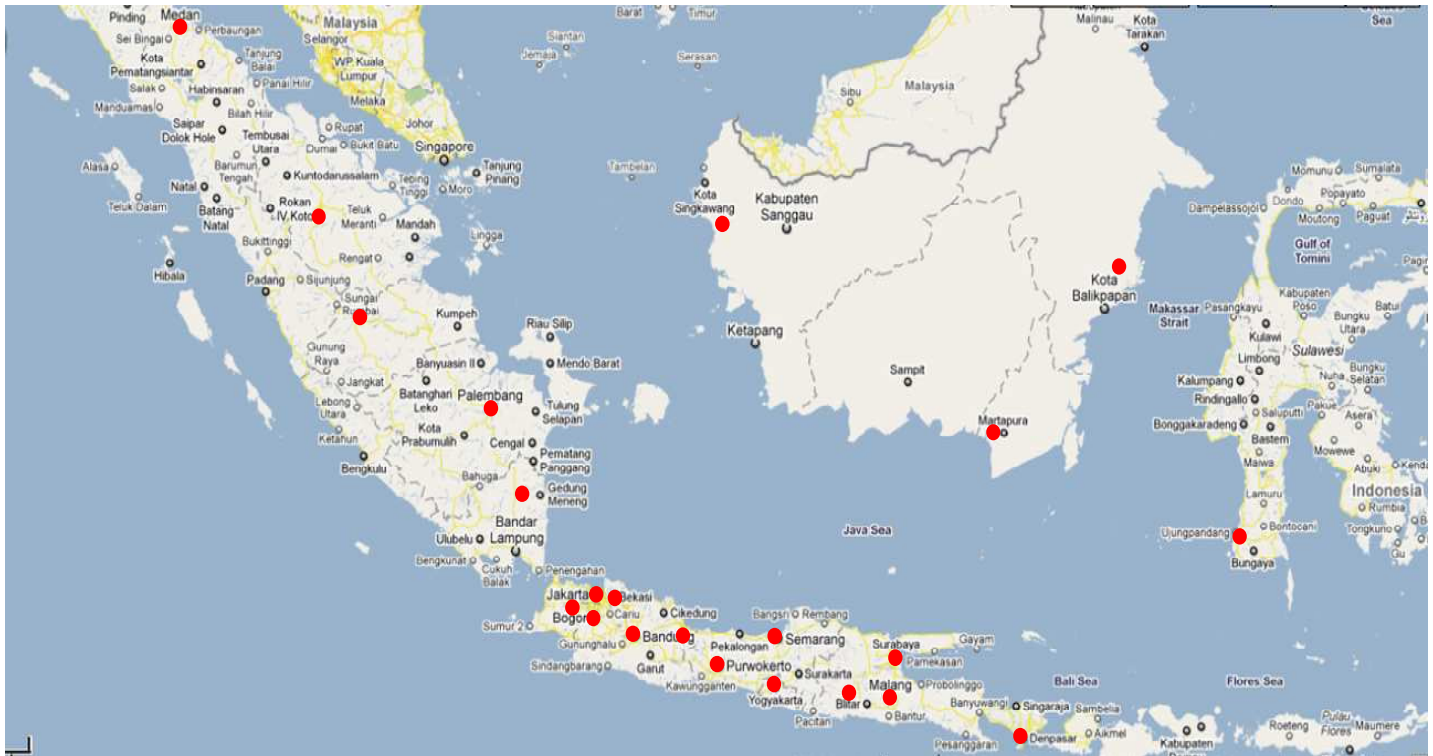 Pinding
Medan
Perbaungan
Sei Bingai
Kota
Pematangsiantar
Tanjung
Balai
Salak
Habinsaran
Panai Hilir
Manduamas
Bilah Hilir
Saipar
Dolok Hole
Tembusai
Utara
Rupat
Dumai
Bukit Batu
Alasa
Barumun
Tengah
Kuntodarussalam
Tebing
Tinggi
Moro
Tanjung
Pinang
Teluk Dalam
Natal
Batang
Natal
Rokan
IV Koto
Teluk
Meranti
Mandah
Lingga
Bukittinggi
Rengat
Hibala
Padang
Sijunjung
Sungai
Kumpeh
Riau Silip
Gunung
Raya
Jangkat
Banyuasin II
Mendo Barat
Batanghari
Leko
Palembang
Lebong
Utara
Tulung
Selapan
Ketahun
Kota
Prabumulih
Cengal
Bengkulu
Pematang
Panggang
Bahuga
Gedung
Meneng
Bandar
Lampung
Ulubelu
Bengkunat
Cukuh
Balak
Penengahan
Malaysia
Selangor
WP. Kuala
Lumpur
Melaka
Johor
Singapore
Barat
Timur
Siantan
Jemaja
Serasan
Tambelan
Malaysia
Sibu
Malinau
Kota
Tarakan
Sea
Kota
Singkawang
Kabupaten
Sanggau
Ketapang
Sampit
Martapura
Kota
Balikpapan
Makassar
Strait
Momunu
Sumalata
Dondo
Popayato
Dampelassojol
Moutong
Paguat
Gulf of
Tomini
Pasangkayu
Kabupaten
Poso
Batui
Bungku
Utara
Kulawi
Limbong
Sulawesi
Kalumpang
Nuha
Bungku
Selatan
Rindingallo
Saluputti
Pakue
Asera
Bonggakaradeng
Bastem
Mowewe
Maiwa
Abuki
Lamuru
Indonesia
Rumbia
Ujungpandang
Bontocani
Tongkuno
Gu
Bungaya
Java Sea
Jakarta
Bekasi
Bogor
Cariu
Cikedung
Bangsri
Rembang
Sumur 2
Bandung
Semarang
Gununghalu
Pekalongan
Surabaya
Gayam
Pamekasan
Sindangbarang
Garut
Purwokerto
Surakarta
Kawungganten
Malang
Probolinggo
Bali Sea
Flores Sea
Yogyakarta
Blitar
Pacitan
Bantur
Banyuwangi
Singaraja
Sambelia
Pesanggaran
Denpasar
Aikmel
Kabupaten
Roeteng
Pulau
Flores
Maumere